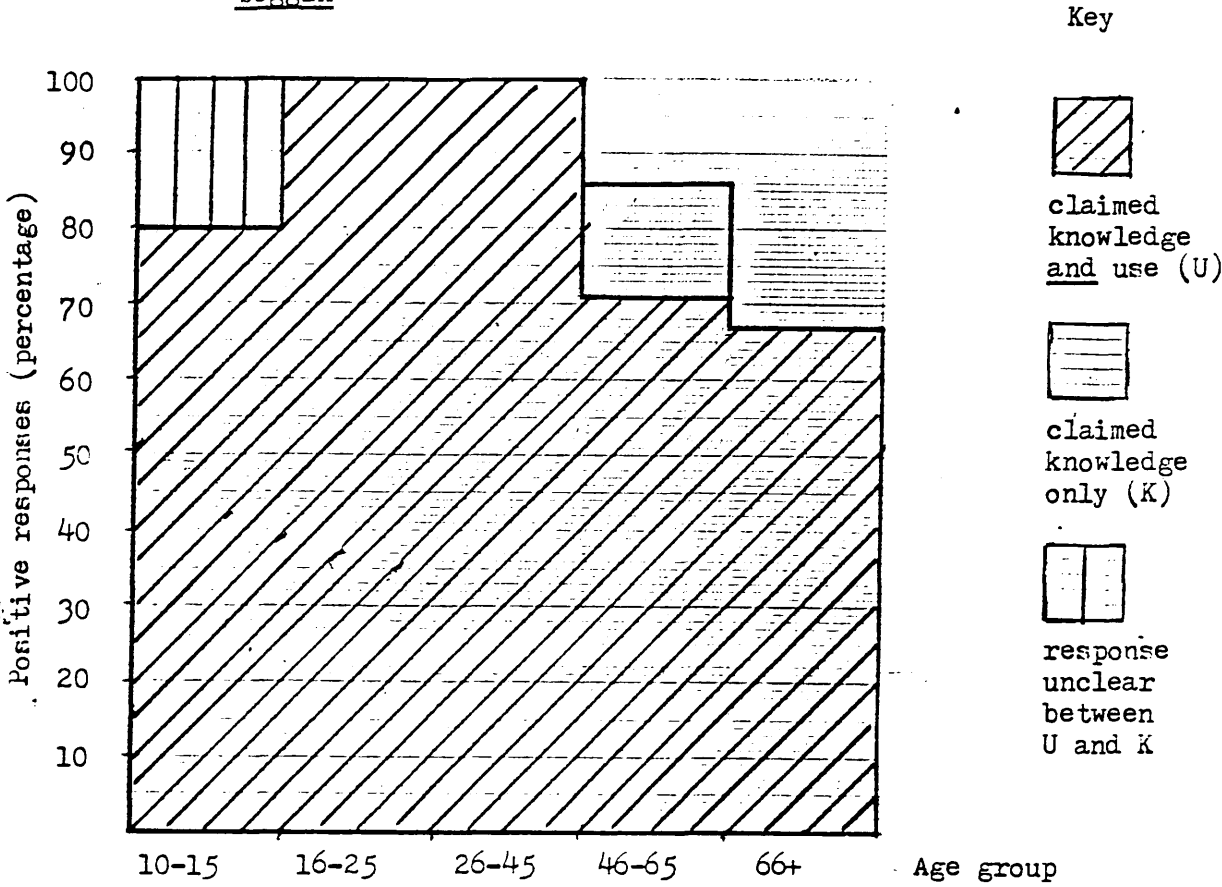 Key
100
90
80
70
60
50
40
30
20
10
Positive responses (percentage)
10-15 16-25 26-45 46-65 66+ Age group
claimed
knowledge
and use (U)
claimed
knowledge
only (K)
response
unclear
between
U and K